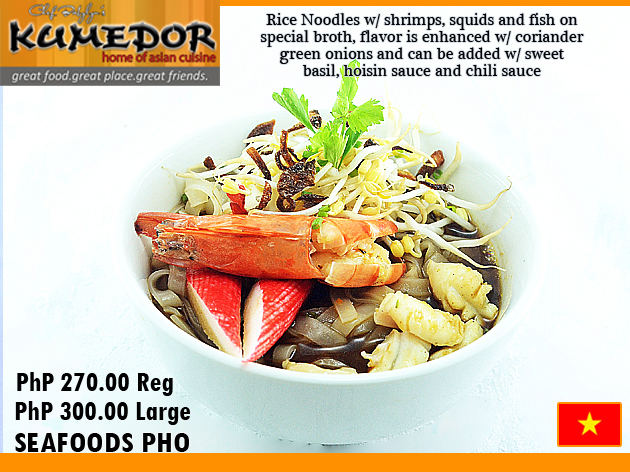 KUMEDOR
home of asian cuisine
great food.great place.great friends.
Rice Noodles w/ shrimps, squids and fish on
special broth, flavor is enhanced w/ coriander
green onions and can be added w/ sweet
basil, hoisin sauce and chili sauce
PhP 270.00 Reg
PhP 300.00 Large
SEAFOODS PHO